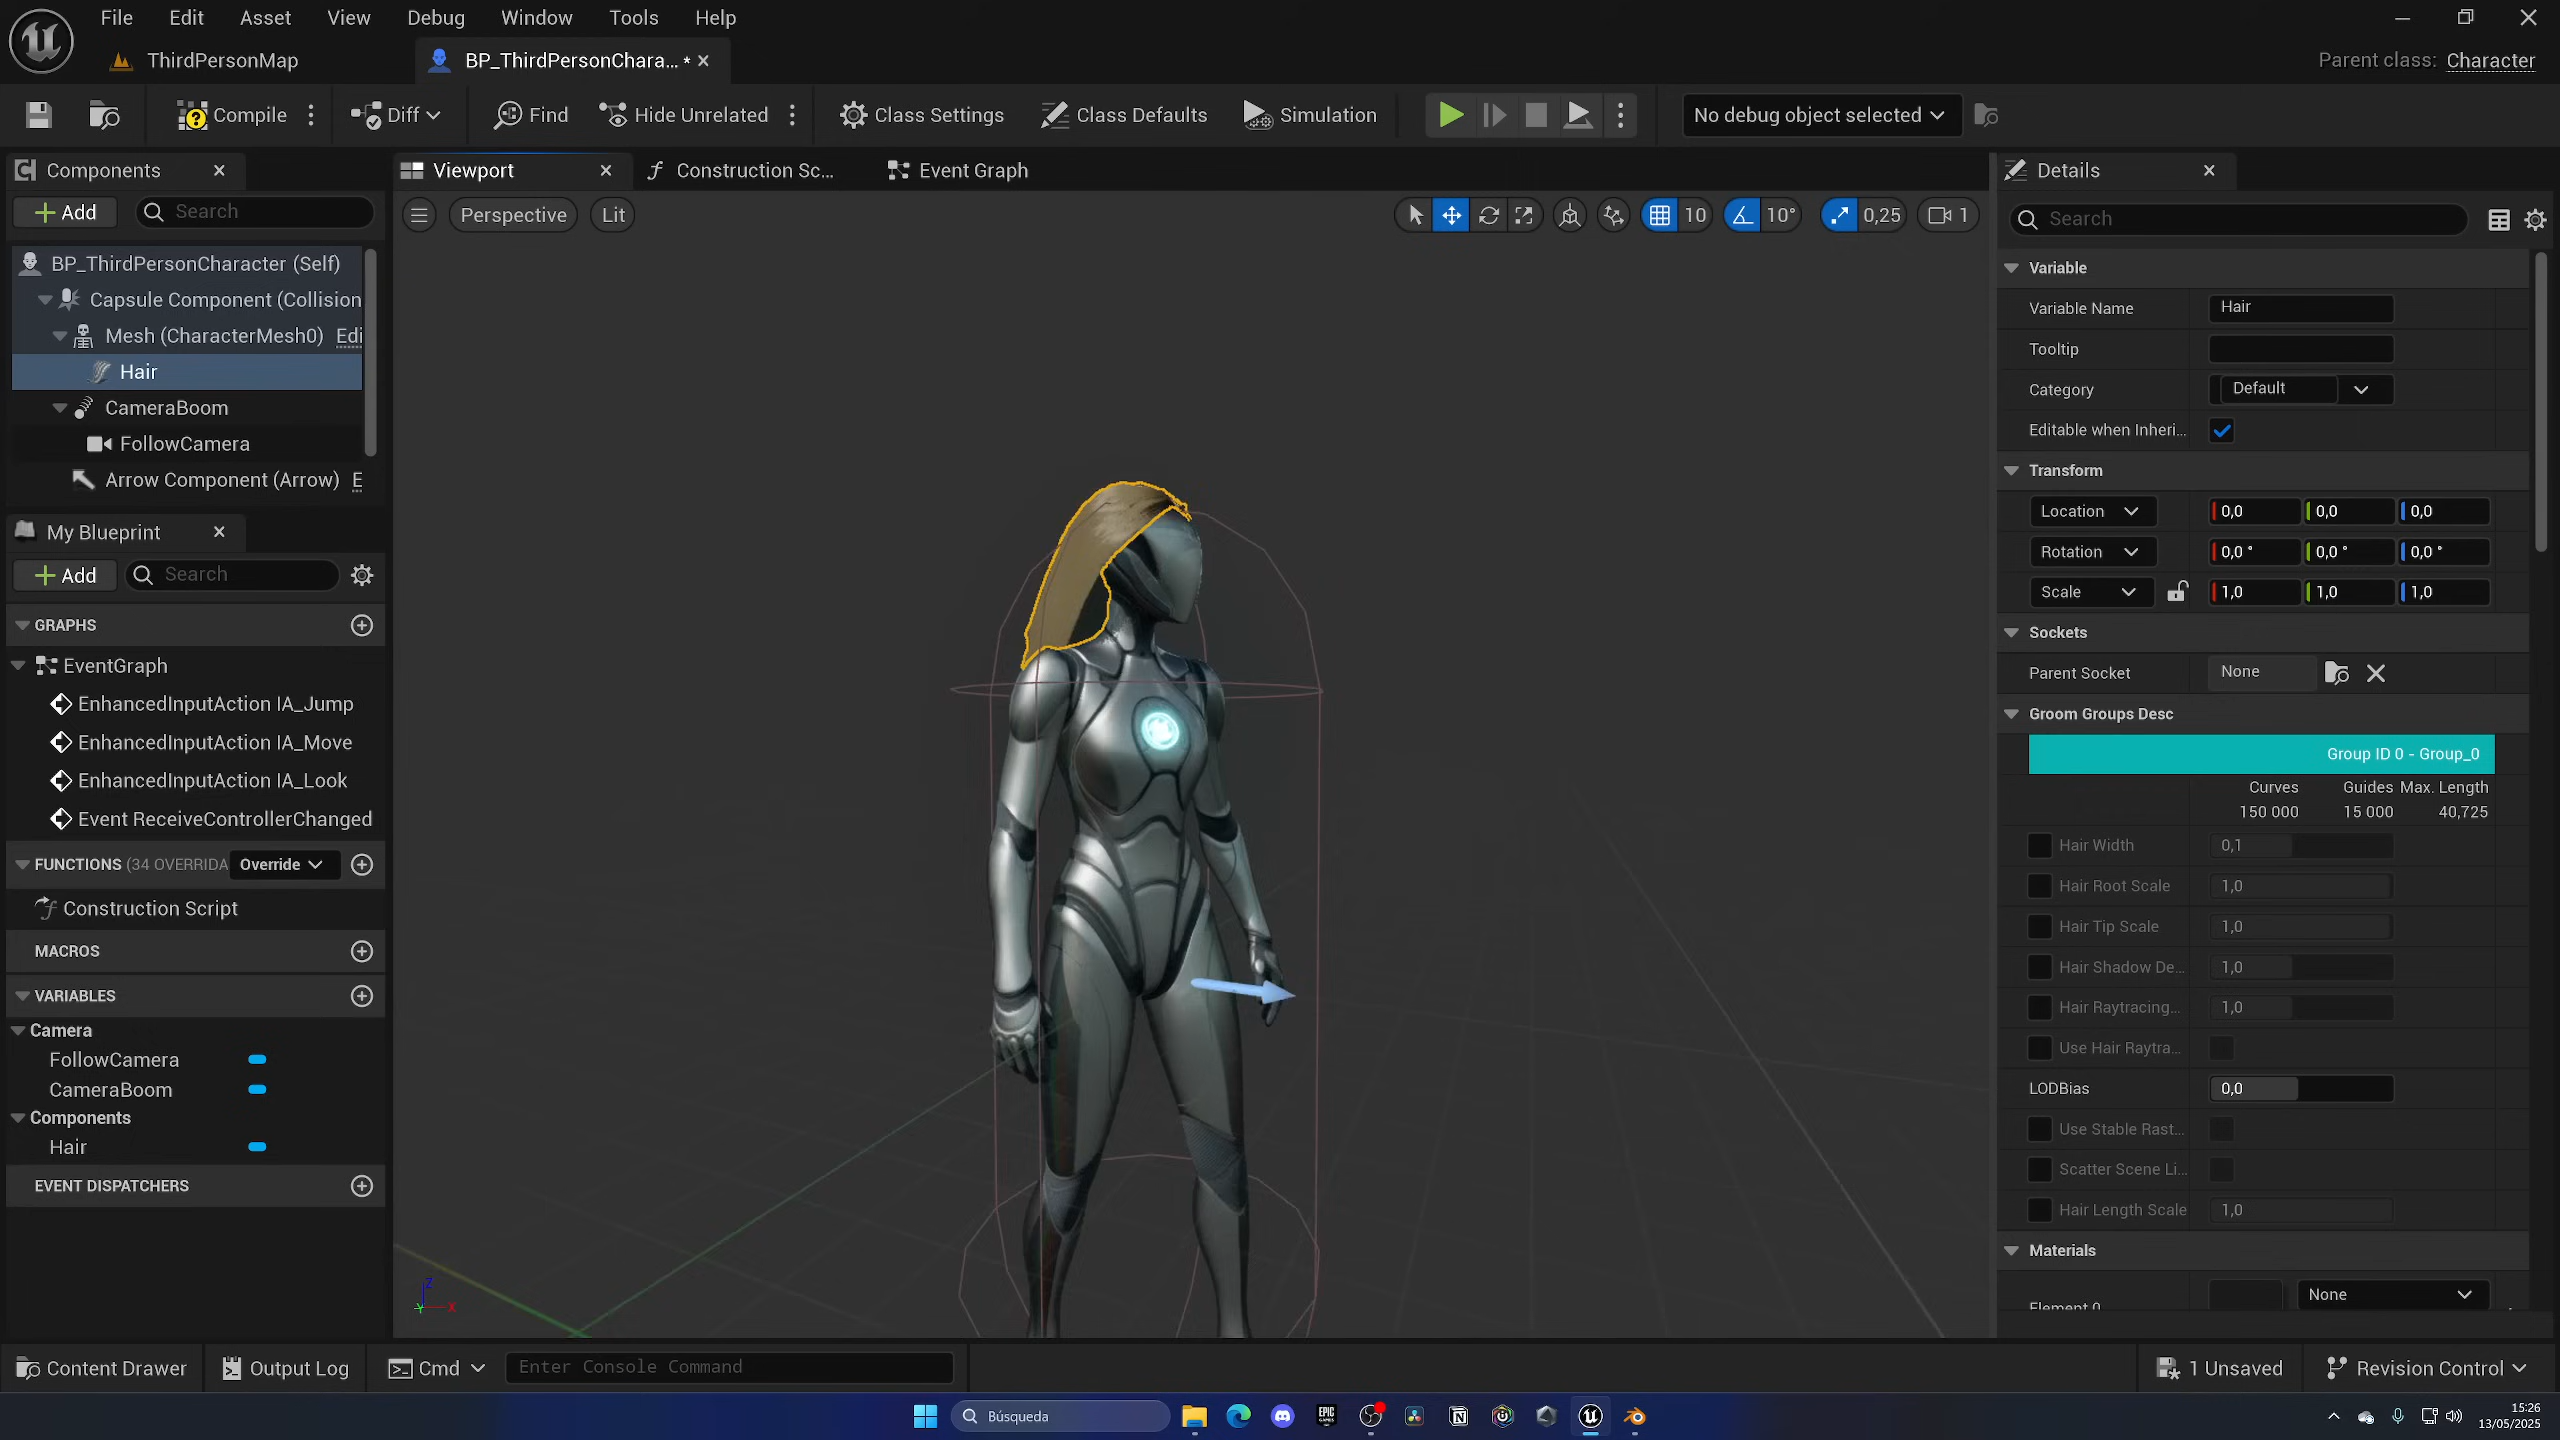 File Edit Asset View Debug Window Tools Help
ThirdPersonMap
BP_ThirdPersonChara... *
Parent class: Character
Compile
Diff
Find
Hide Unrelated
Class Settings
Class Defaults
Simulation
No debug object selected
Components
Add
Search
BP_ThirdPersonCharacter (Self)
Capsule Component (Collision
Mesh (CharacterMesh0) Edi
Hair
CameraBoom
FollowCamera
Arrow Component (Arrow) E
My Blueprint
Add
Search
GRAPHS
EventGraph
EnhancedInputAction IA_Jump
EnhancedInputAction IA_Move
EnhancedInputAction IA_Look
Event ReceiveControllerChanged
FUNCTIONS (34 OVERRIDA Override
Construction Script
MACROS
VARIABLES
Camera
FollowCamera
CameraBoom
Components
Hair
EVENT DISPATCHERS
Viewport
Construction Sc...
Event Graph
Perspective
Lit
10
10°
0,25
1
Z
Y
X
Details
Search
Variable
Variable Name Hair
Tooltip
Category Default
Editable when Inheri...
Transform
Location 0,0 0,0 0,0
Rotation 0,0 ° 0,0 ° 0,0 °
Scale 1,0 1,0 1,0
Sockets
Parent Socket None
Groom Groups Desc
Group ID 0 - Group_0
Curves Guides Max. Length
150 000 15 000 40,725
Hair Width 0,1
Hair Root Scale 1,0
Hair Tip Scale 1,0
Hair Shadow De... 1,0
Hair Raytracing... 1,0
Use Hair Raytra...
LODBias 0,0
Use Stable Rast...
Scatter Scene Li...
Hair Length Scale 1,0
Materials
Element 0 None
Content Drawer
Output Log
Cmd
Enter Console Command
1 Unsaved
Revision Control
Búsqueda
EPIC GAMES
15:26
13/05/2025